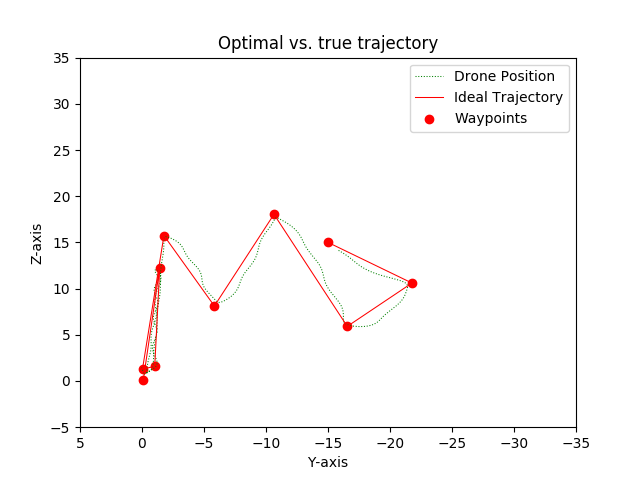 Optimal vs. true trajectory
Drone Position
Ideal Trajectory
Waypoints
35
30
25
20
15
10
5
0
−5
Z-axis
5 0 −5 −10 −15 −20 −25 −30 −35
Y-axis